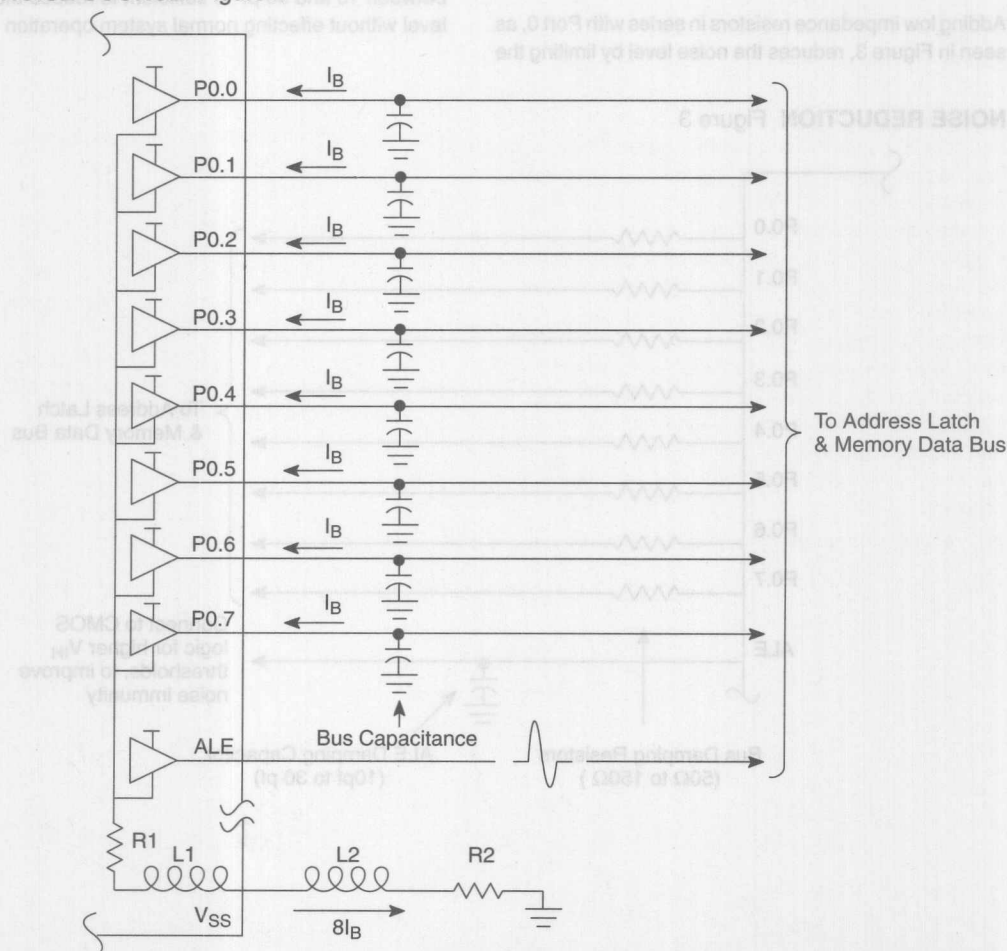 P0.0 I_B
P0.1 I_B
P0.2 I_B
P0.3 I_B
P0.4 I_B
P0.5 I_B
P0.6 I_B
P0.7 I_B
To Address Latch
& Memory Data Bus
Bus Capacitance
ALE
R1
L1
L2
R2
V_SS
8I_B